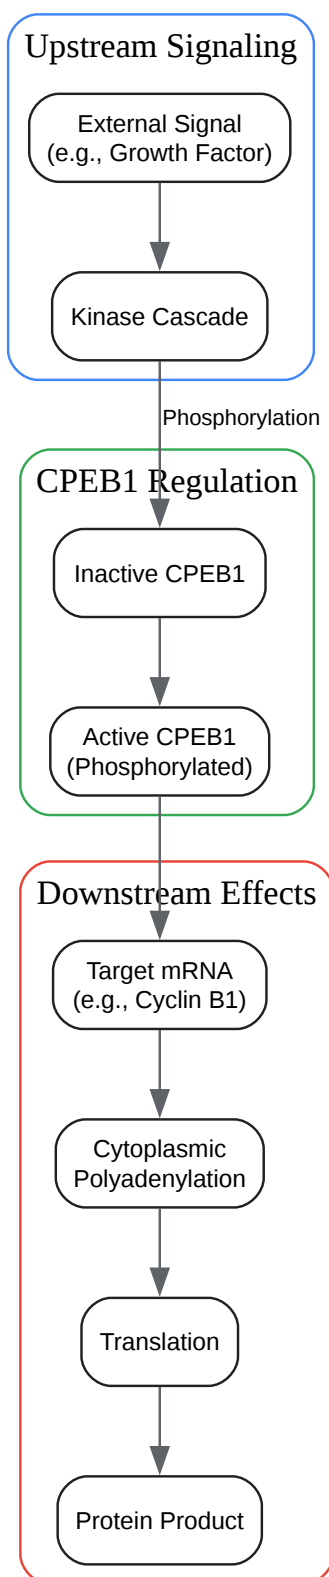 Upstream Signaling
External Signal
(e.g., Growth Factor)
Kinase Cascade
Phosphorylation
CPEB1 Regulation
Inactive CPEB1
Active CPEB1
(Phosphorylated)
Downstream Effects
Target mRNA
(e.g., Cyclin B1)
Cytoplasmic
Polyadenylation
Translation
Protein Product